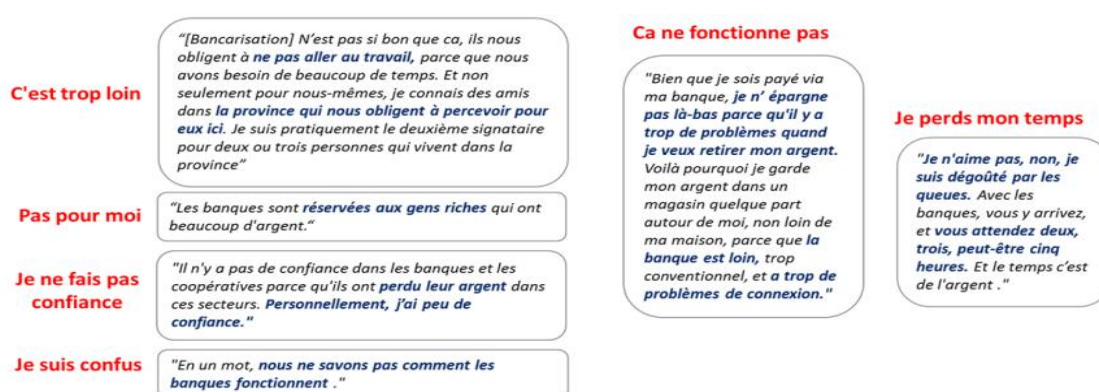 C'est trop loin
“[Bancarisation] N’est pas si bon que ca, ils nous
obligent à ne pas aller au travail, parce que nous
avons besoin de beaucoup de temps. Et non
seulement pour nous-mêmes, je connais des amis
dans la province qui nous obligent à percevoir pour
eux ici. Je suis pratiquement le deuxième signataire
pour deux ou trois personnes qui vivent dans la
province”
Pas pour moi
“Les banques sont réservées aux gens riches qui ont
beaucoup d'argent.“
Je ne fais pas
confiance
"Il n'y a pas de confiance dans les banques et les
coopératives parce qu'ils ont perdu leur argent dans
ces secteurs. Personnellement, j’ai peu de
confiance."
Je suis confus
"En un mot, nous ne savons pas comment les
banques fonctionnent ."
Ca ne fonctionne pas
"Bien que je sois payé via
ma banque, je n’ épargne
pas là-bas parce qu'il y a
trop de problèmes quand
je veux retirer mon argent.
Voilà pourquoi je garde
mon argent dans un
magasin quelque part
autour de moi, non loin de
ma maison, parce que la
banque est loin, trop
conventionnel, et a trop de
problèmes de connexion."
Je perds mon temps
"Je n'aime pas, non, je
suis dégoûté par les
queues. Avec les
banques, vous y arrivez,
et vous attendez deux,
trois, peut-être cinq
heures. Et le temps c’est
de l'argent ."